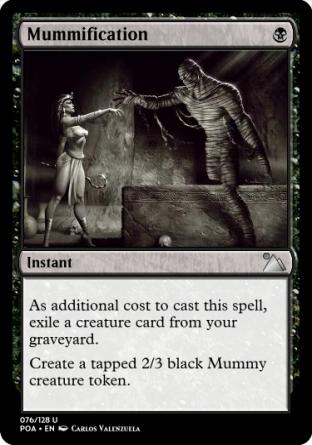 Mummification
Instant
As additional cost to cast this spell,
exile a creature card from your
graveyard.
Create a tapped 2/3 black Mummy
creature token.
076/128 U
POA • EN Carlos Valenzuela